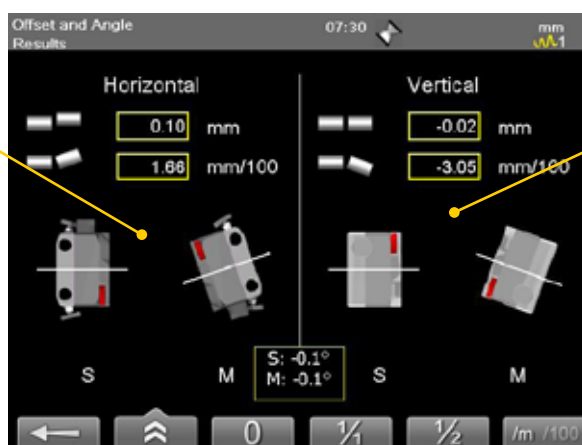 Offset and Angle
Results
07:30
mm
1
Horizontal
0.10 mm
1.66 mm/100
Vertical
-0.02 mm
-3.05 mm/100
S
M
S: -0.1°
M: -0.1°
S
M
0
1/1
1/2
/m /100